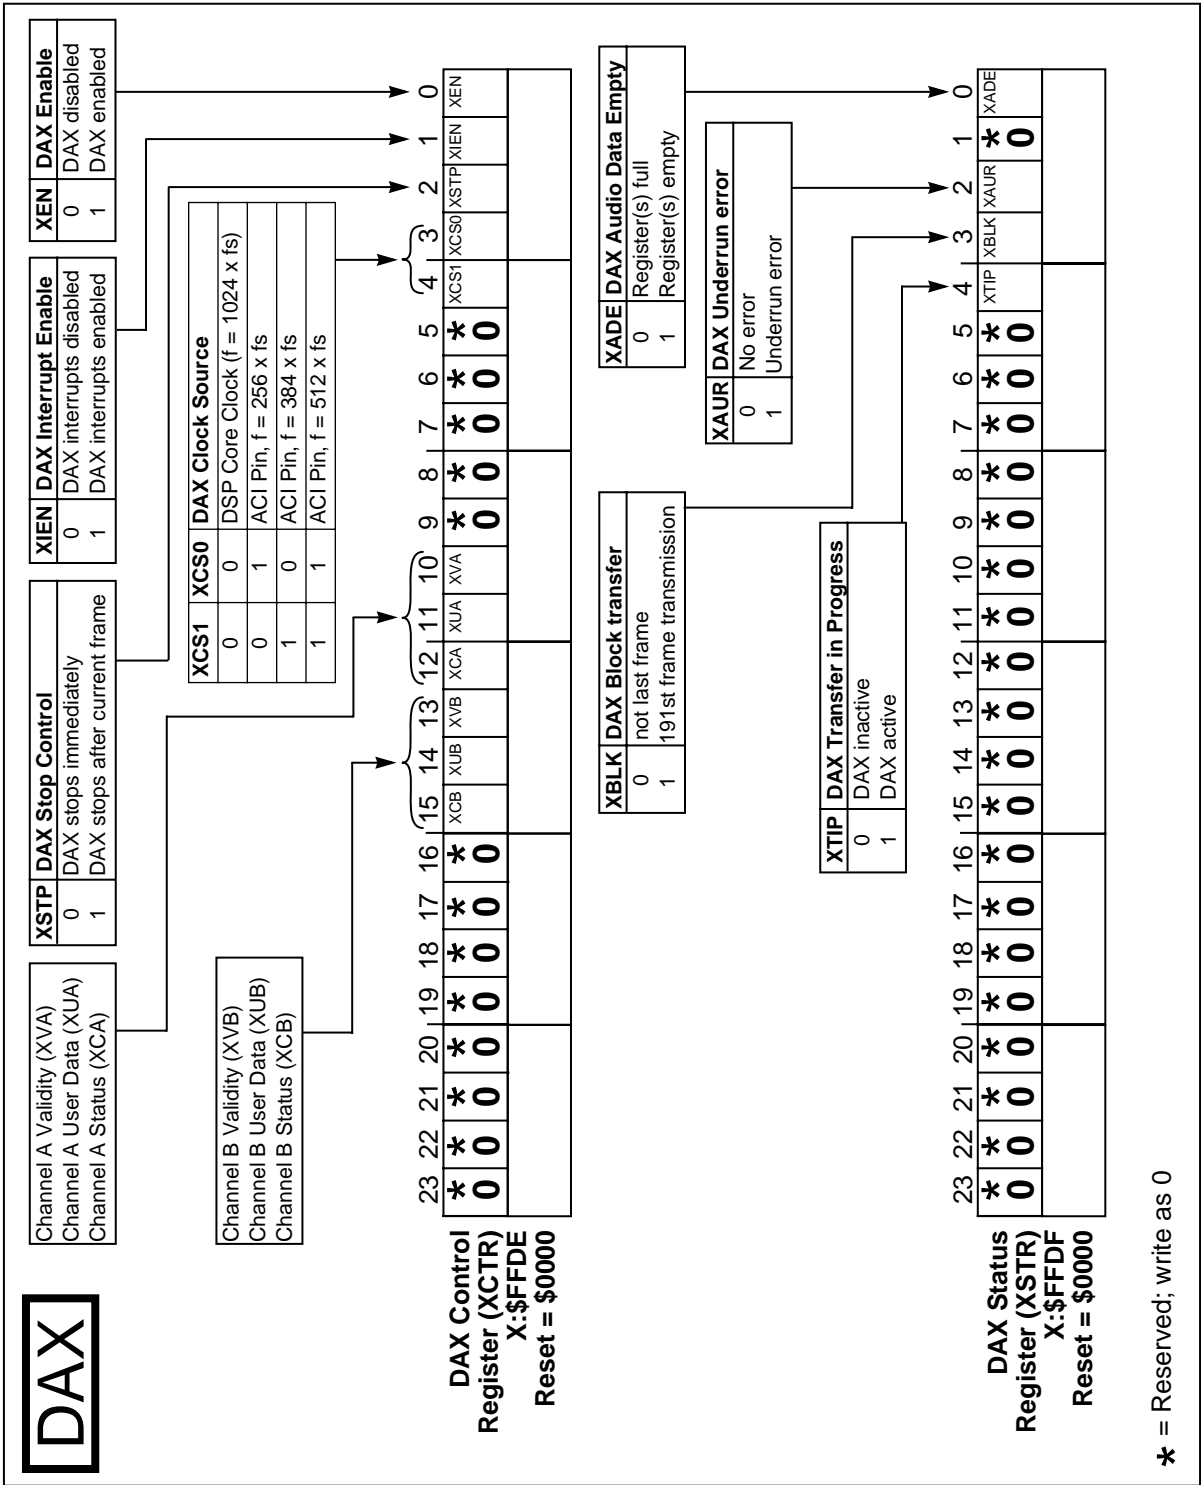 DAX
Channel A Validity (XVA)
Channel A User Data (XUA)
Channel A Status (XCA)
XSTP DAX Stop Control
0 DAX stops immediately
1 DAX stops after current frame
XIEN DAX Interrupt Enable
0 DAX interrupts disabled
1 DAX interrupts enabled
XEN DAX Enable
0 DAX disabled
1 DAX enabled
Channel B Validity (XVB)
Channel B User Data (XUB)
Channel B Status (XCB)
XCS1 XCS0 DAX Clock Source
0 0 DSP Core Clock (f = 1024 x fs)
0 1 ACI Pin, f = 256 x fs
1 0 ACI Pin, f = 384 x fs
1 1 ACI Pin, f = 512 x fs
23 22 21 20 19 18 17 16 15 14 13 12 11 10 9 8 7 6 5 4 3 2 1 0
* * * * * * * * XCB XUB XVB XCA XUA XVA * * * * * XCS1 XCS0 XSTP XIEN XEN
0 0 0 0 0 0 0 0 0 0 0 0 0
DAX Control
Register (XCTR)
X:$FFDE
Reset = $0000
XBLK DAX Block transfer
0 not last frame
1 191st frame transmission
XADE DAX Audio Data Empty
0 Register(s) full
1 Register(s) empty
XAUR DAX Underrun error
0 No error
1 Underrun error
XTIP DAX Transfer in Progress
0 DAX inactive
1 DAX active
23 22 21 20 19 18 17 16 15 14 13 12 11 10 9 8 7 6 5 4 3 2 1 0
* * * * * * * * * * * * * * * * * * * XTIP XBLK XAUR * XADE
0 0 0 0 0 0 0 0 0 0 0 0 0 0 0 0 0 0 0 0
DAX Status
Register (XSTR)
X:$FFDF
Reset = $0000
* = Reserved; write as 0